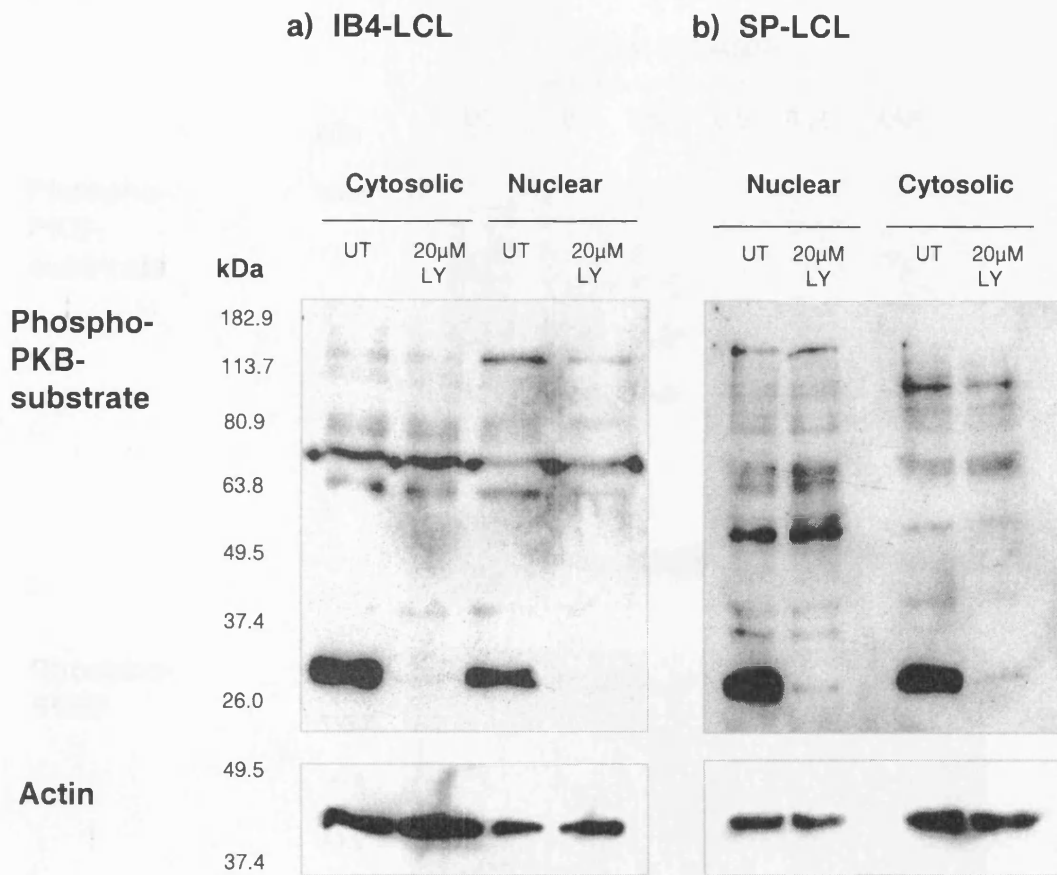 a) IB4-LCL
b) SP-LCL
Cytosolic Nuclear
Nuclear Cytosolic
UT 20µM LY UT 20µM LY
UT 20µM LY UT 20µM LY
kDa
Phospho-
PKB-
substrate
182.9
113.7
80.9
63.8
49.5
37.4
26.0
Actin
49.5
37.4